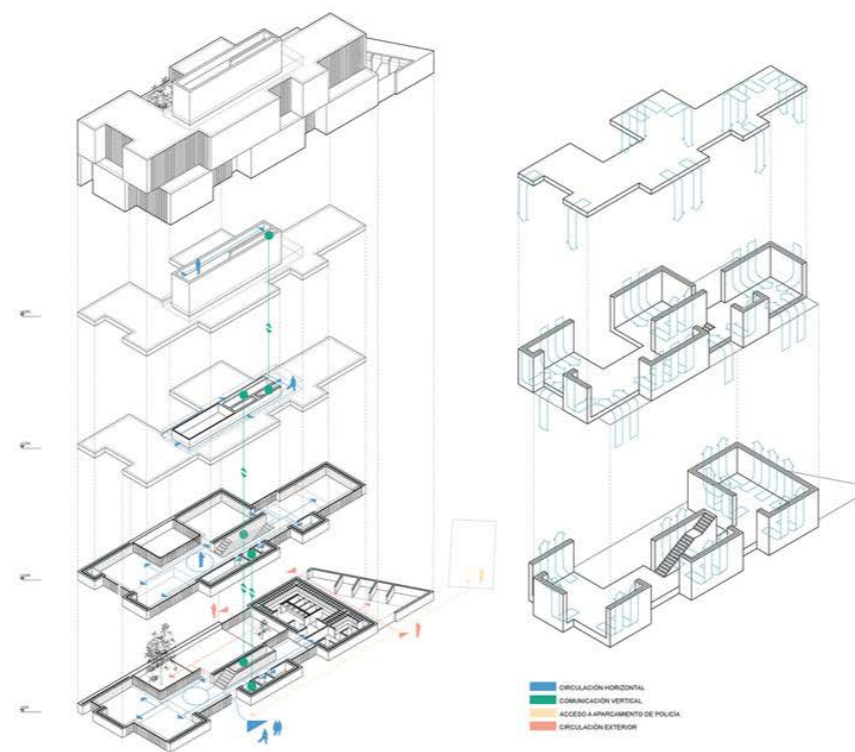 CIRCULACIÓN HORIZONTAL
COMUNICACIÓN VERTICAL
ACCESO A APARCAMIENTO DE POLICÍA
CIRCULACIÓN EXTERIOR